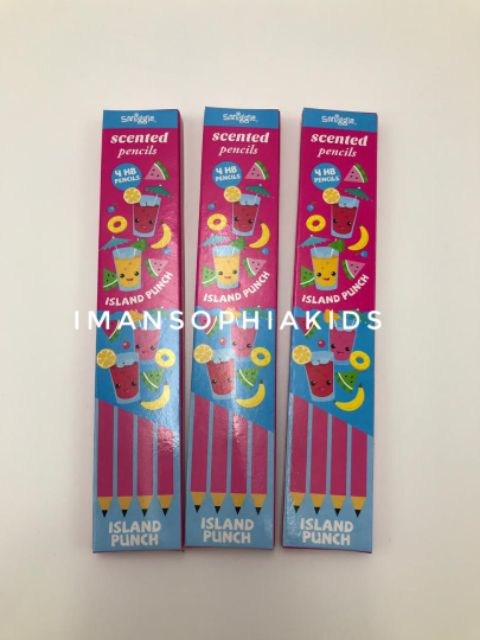 Smiggle
scented
pencils
4 HB
PENCILS
ISLAND PUNCH
ISLAND
PUNCH
Smiggle
scented
pencils
4 HB
PENCILS
ISLAND PUNCH
ISLAND
PUNCH
Smiggle
scented
pencils
4 HB
PENCILS
ISLAND PUNCH
ISLAND
PUNCH
IMANSOPHIAKIDS